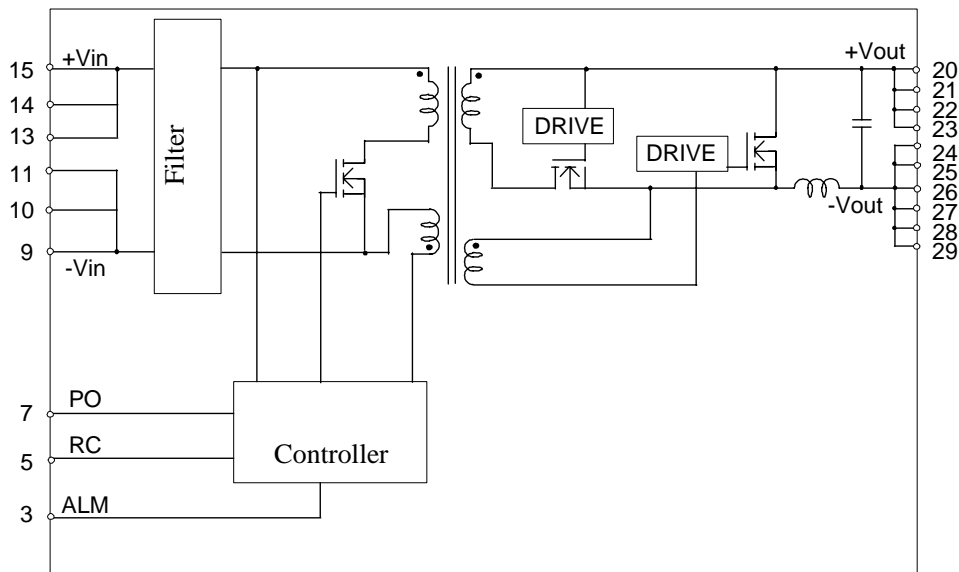 +Vin
15
14
13
11
10
9
-Vin
Filter
DRIVE
DRIVE
+Vout
20
21
22
23
24
25
26
-Vout
27
28
29
7
PO
5
RC
3
ALM
Controller